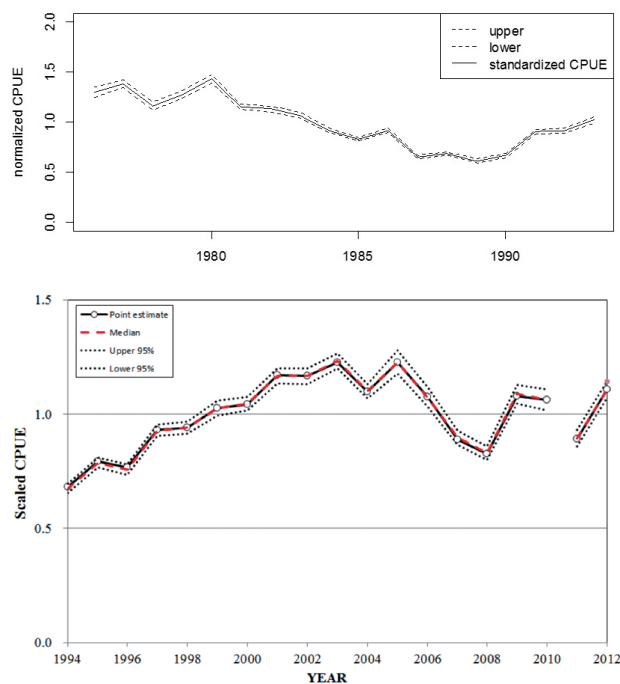 2.0
1.5
1.0
0.5
0.0
normalized CPUE
upper
lower
standardized CPUE
1980 1985 1990
1.5
1.0
0.5
0.0
Scaled CPUE
Point estimate
Median
Upper 95%
Lower 95%
1994 1996 1998 2000 2002 2004 2006 2008 2010 2012
YEAR